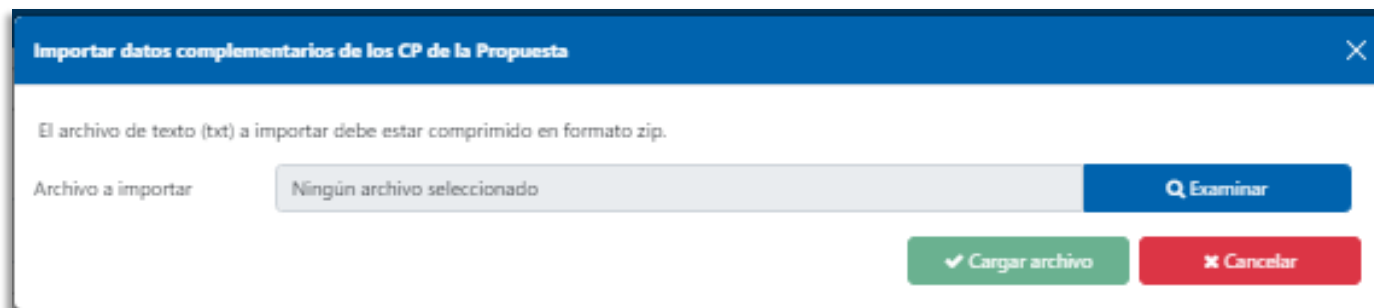 Importar datos complementarios de los CP de la Propuesta
El archivo de texto (txt) a importar debe estar comprimido en formato zip.
Archivo a importar
Ningún archivo seleccionado
Examinar
Cargar archivo
Cancelar